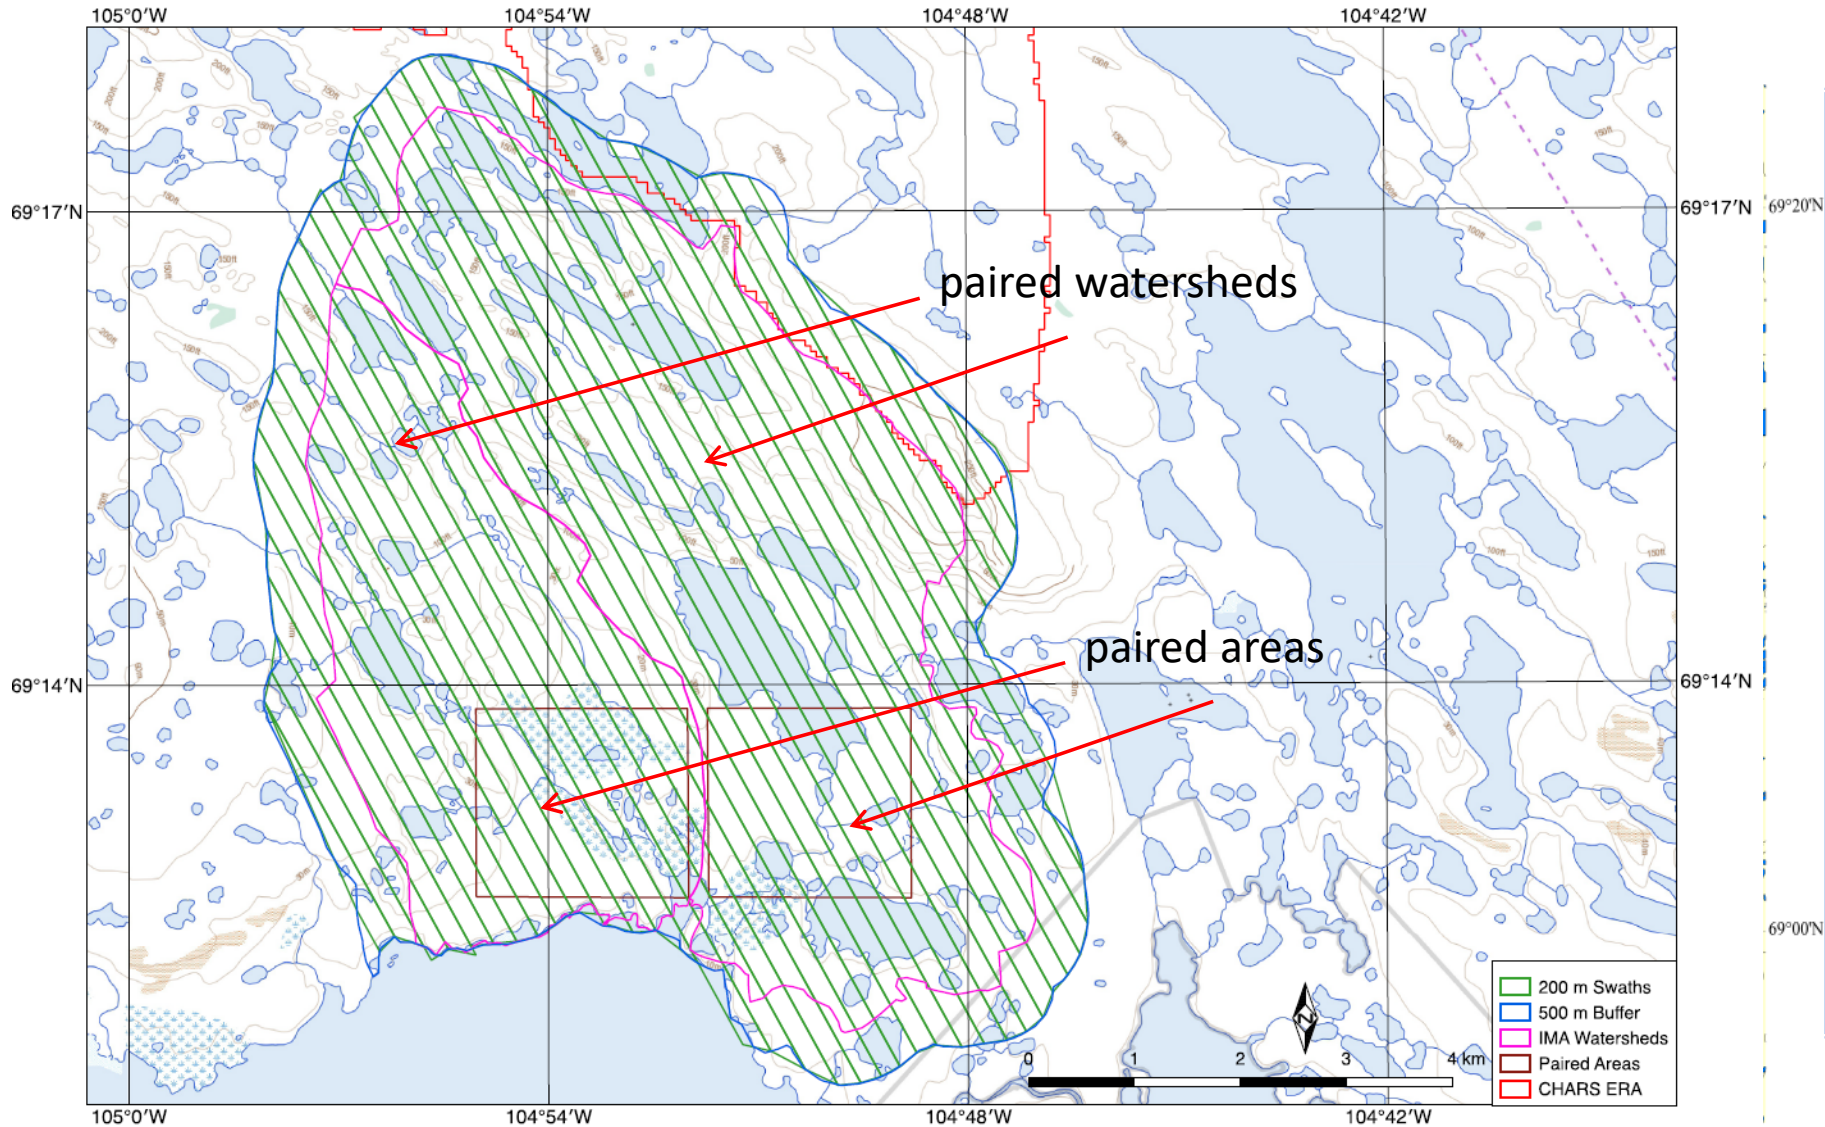 105°0′W 104°54′W 104°48′W 104°42′W
69°17′N 69°17′N 69°20′N
paired watersheds
paired areas
69°14′N 69°14′N
69°00′N
200 m Swaths
500 m Buffer
IMA Watersheds
Paired Areas
CHARS ERA
N
0 1 2 3 4 km
105°0′W 104°54′W 104°48′W 104°42′W